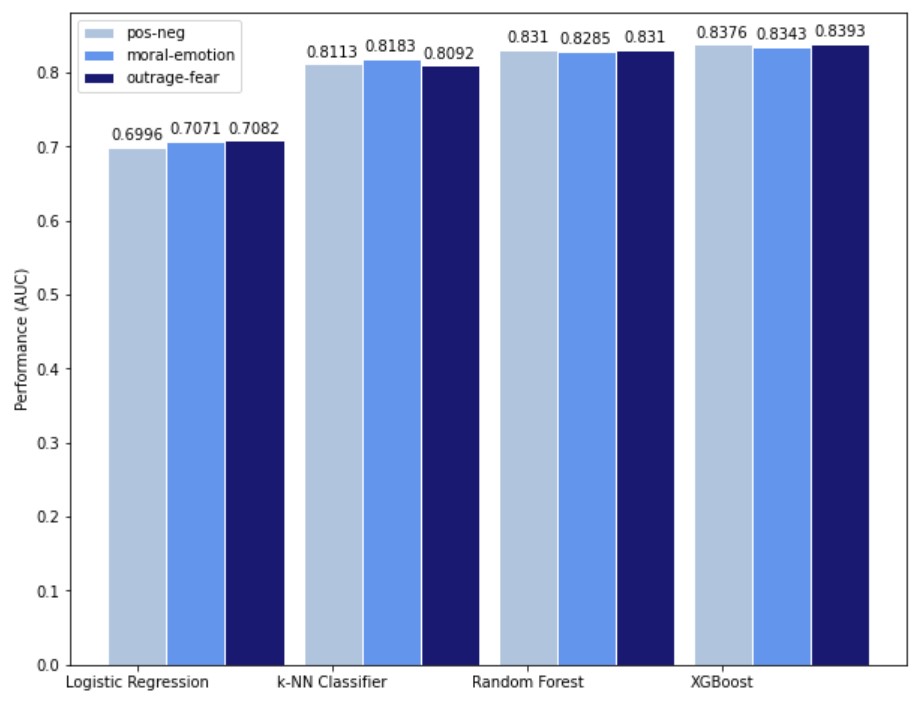 pos-neg
moral-emotion
outrage-fear
0.6996 0.7071 0.7082
0.8113 0.8183 0.8092
0.831 0.8285 0.831
0.8376 0.8343 0.8393
Performance (AUC)
0.8
0.7
0.6
0.5
0.4
0.3
0.2
0.1
0.0
Logistic Regression k-NN Classifier Random Forest XGBoost